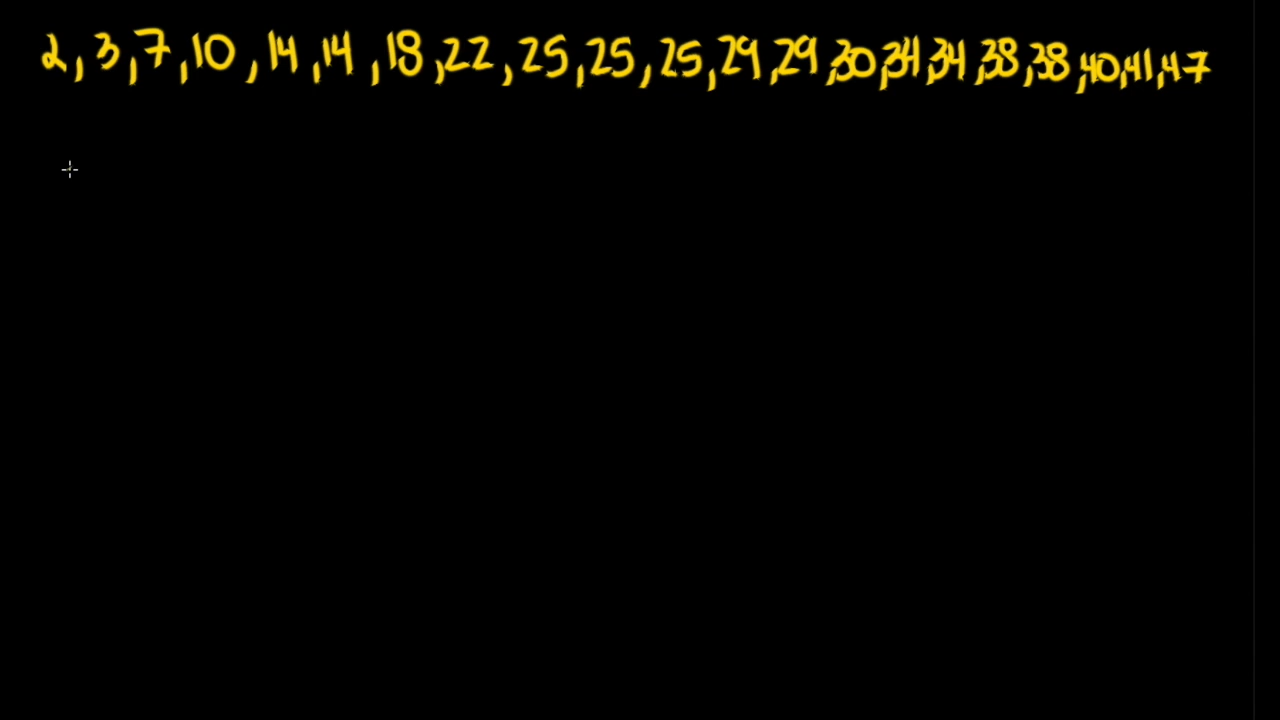 2, 3, 7, 10, 14, 14, 18, 22, 25, 25, 25, 29, 29, 30, 34, 34, 38, 38, 40, 41, 47